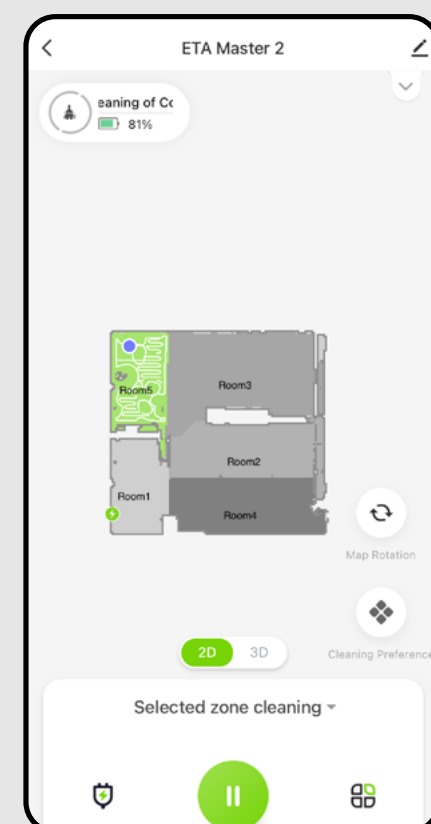 ETA Master 2
eaning of Co
81%
Room5
Room3
Room2
Room1
Room4
Map Rotation
2D 3D
Cleaning Preference
Selected zone cleaning